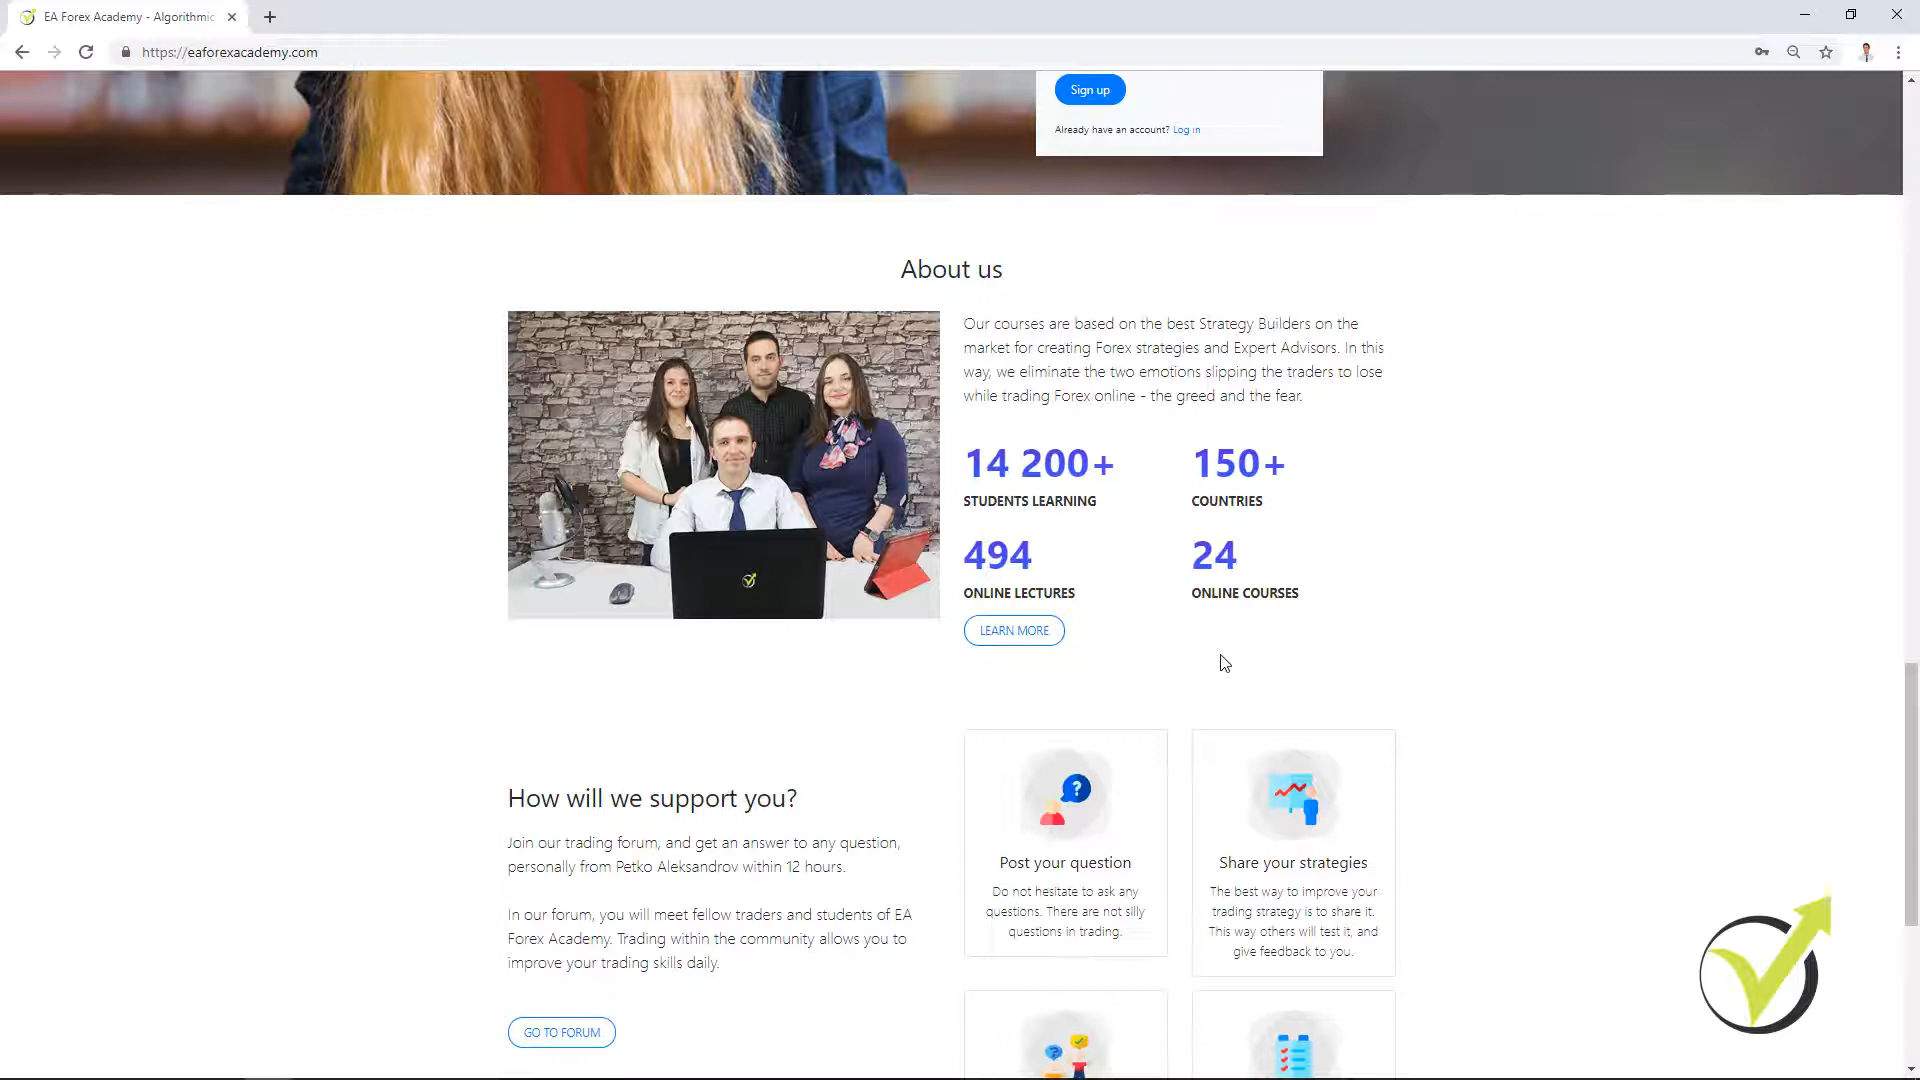 EA Forex Academy - Algorithmic
https://eaforexacademy.com
Sign up
Already have an account? Log in
About us
Our courses are based on the best Strategy Builders on the
market for creating Forex strategies and Expert Advisors. In this
way, we eliminate the two emotions slipping the traders to lose
while trading Forex online - the greed and the fear.
14 200+
STUDENTS LEARNING
150+
COUNTRIES
494
ONLINE LECTURES
24
ONLINE COURSES
LEARN MORE
How will we support you?
Join our trading forum, and get an answer to any question,
personally from Petko Aleksandrov within 12 hours.
In our forum, you will meet fellow traders and students of EA
Forex Academy. Trading within the community allows you to
improve your trading skills daily.
GO TO FORUM
Post your question
Do not hesitate to ask any
questions. There are not silly
questions in trading.
Share your strategies
The best way to improve your
trading strategy is to share it.
This way others will test it, and
give feedback to you.